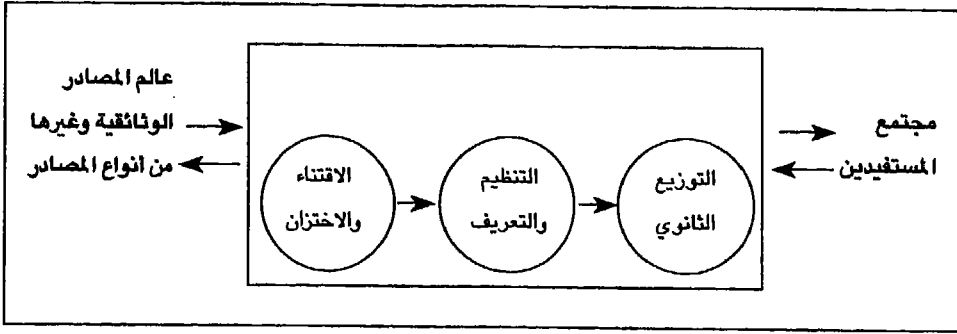 عالم المصادر
الوثائقية وغيرها
من انواع المصادر
الاقتناء
والاختزان
التنظيم
والتعريف
التوزيع
الثانوي
مجتمع
المستفيدين